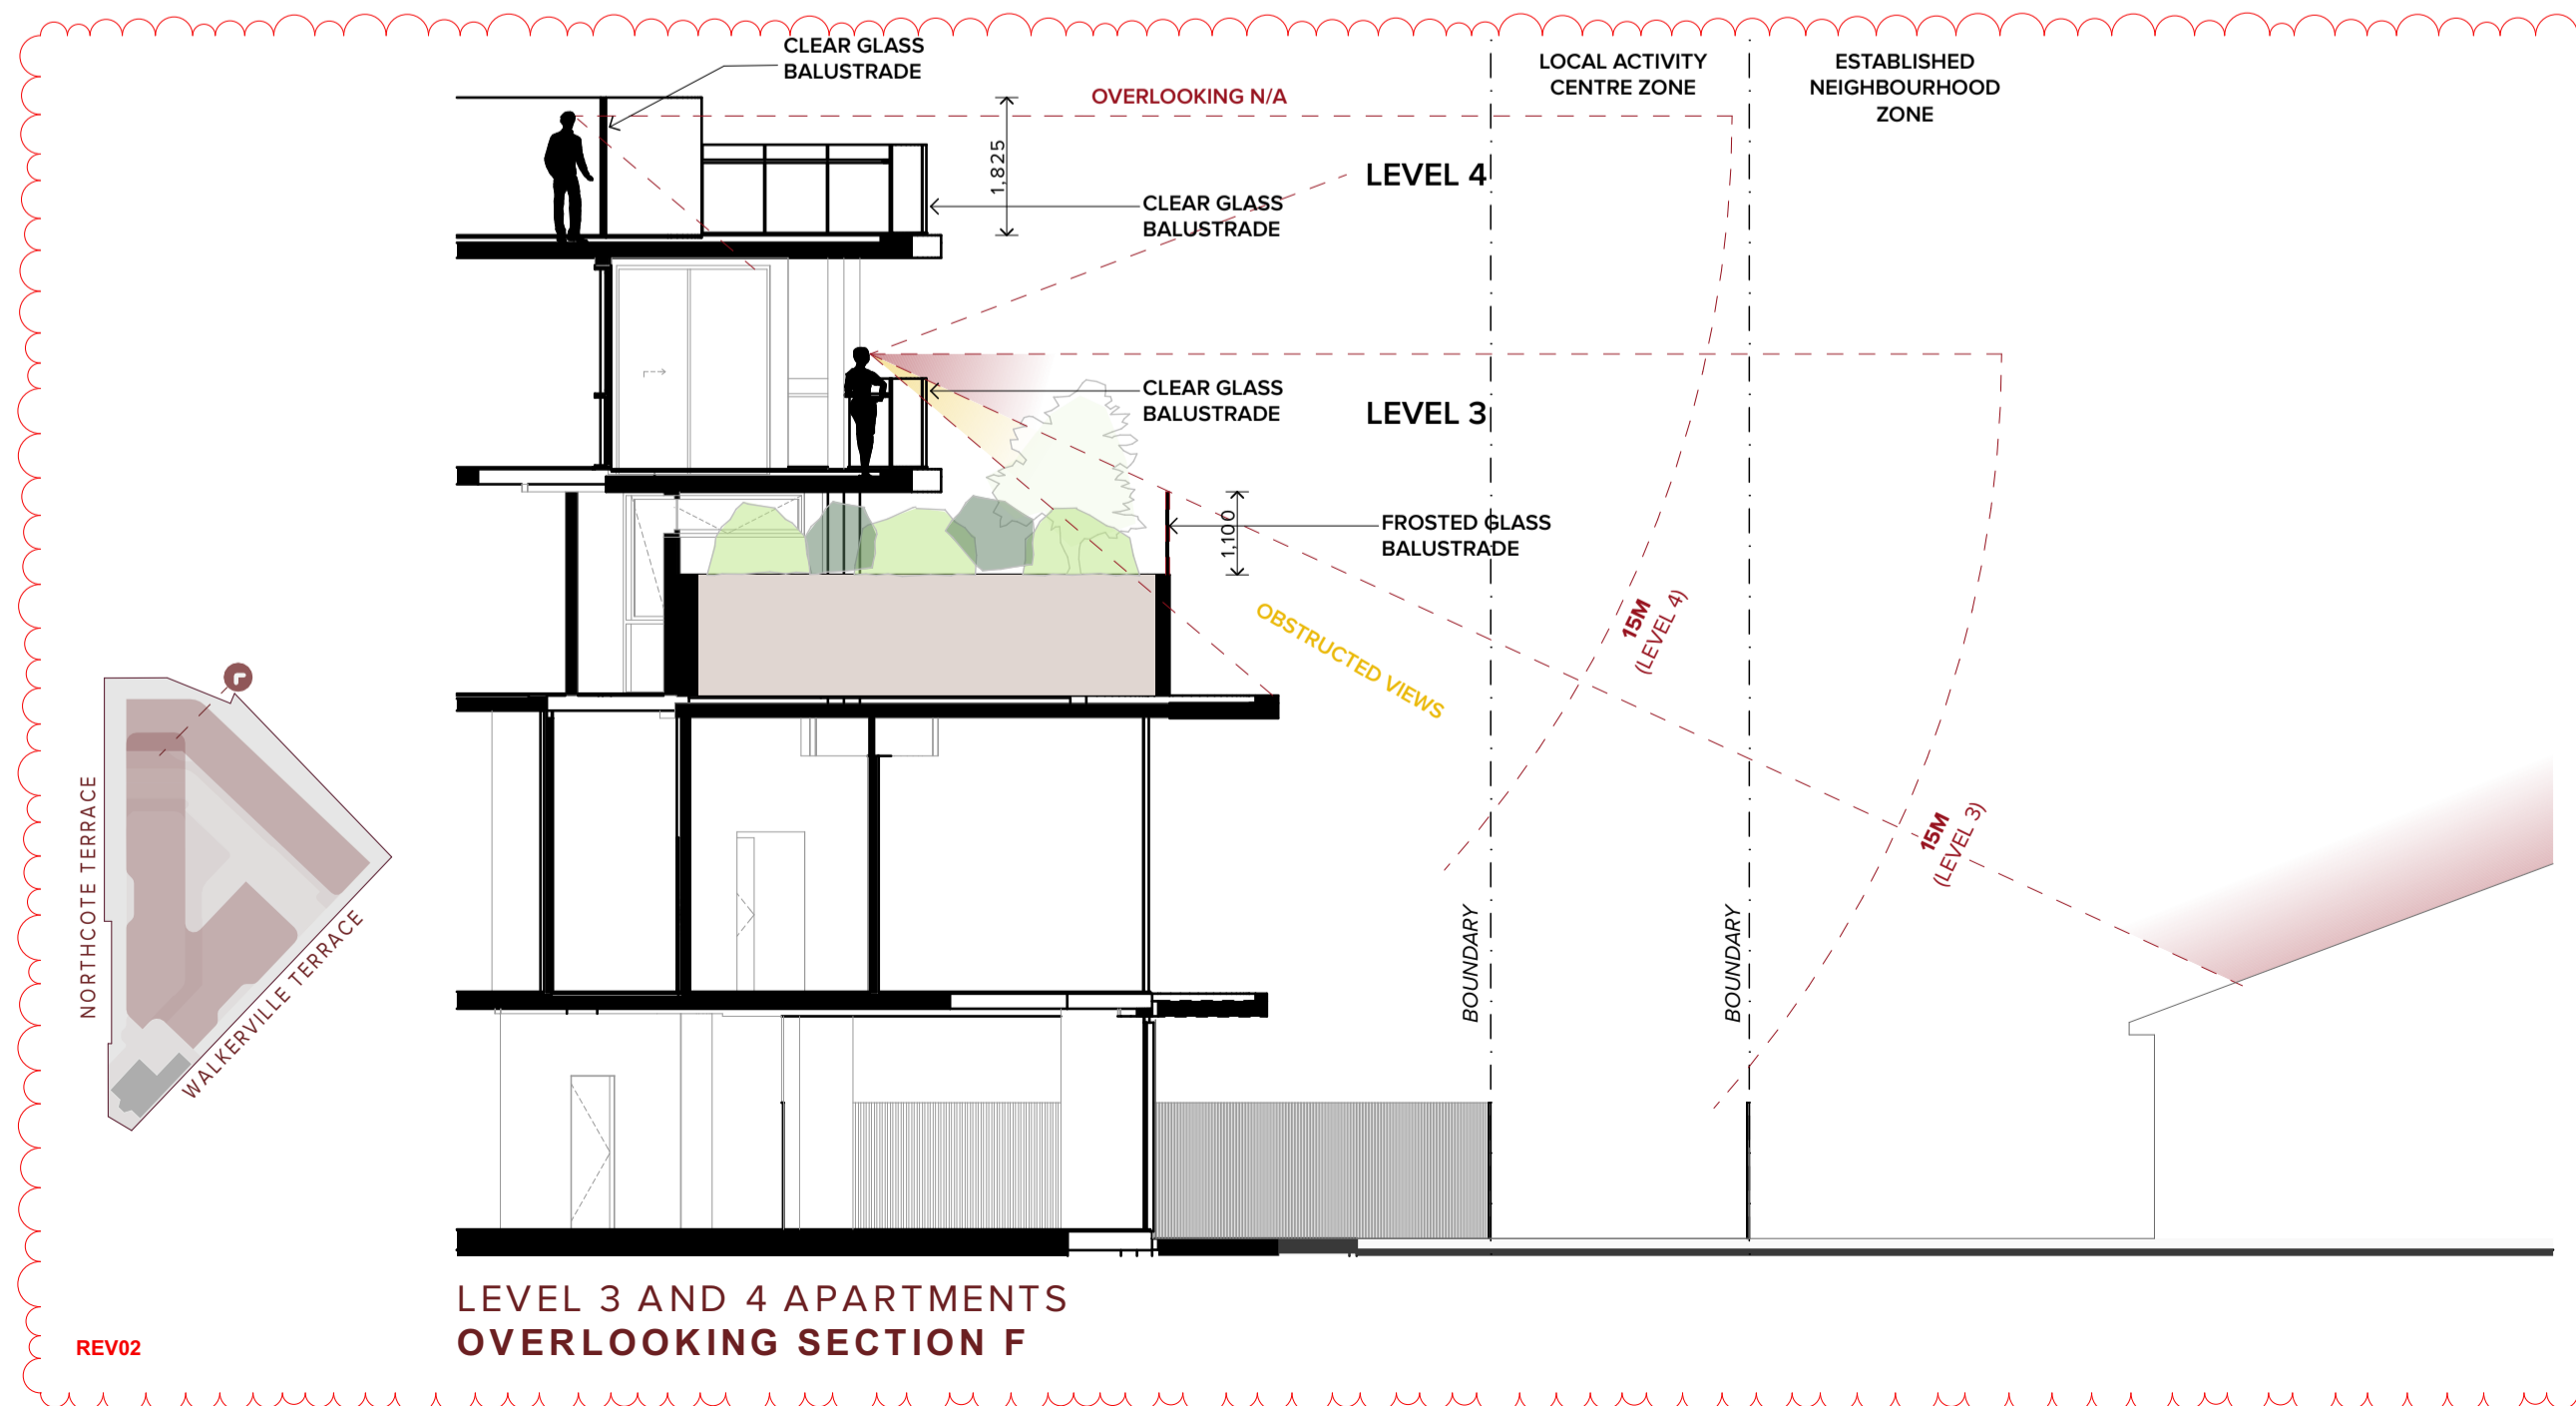 CLEAR GLASS
BALUSTRADE
OVERLOOKING N/A
LOCAL ACTIVITY
CENTRE ZONE
ESTABLISHED
NEIGHBOURHOOD
ZONE
1,825
LEVEL 4
CLEAR GLASS
BALUSTRADE
CLEAR GLASS
BALUSTRADE
LEVEL 3
1,100
FROSTED GLASS
BALUSTRADE
OBSTRUCTED VIEWS
15M
(LEVEL 4)
15M
(LEVEL 3)
BOUNDARY
BOUNDARY
NORTHCOTE TERRACE
WALKERVILLE TERRACE
LEVEL 3 AND 4 APARTMENTS
OVERLOOKING SECTION F
REV02